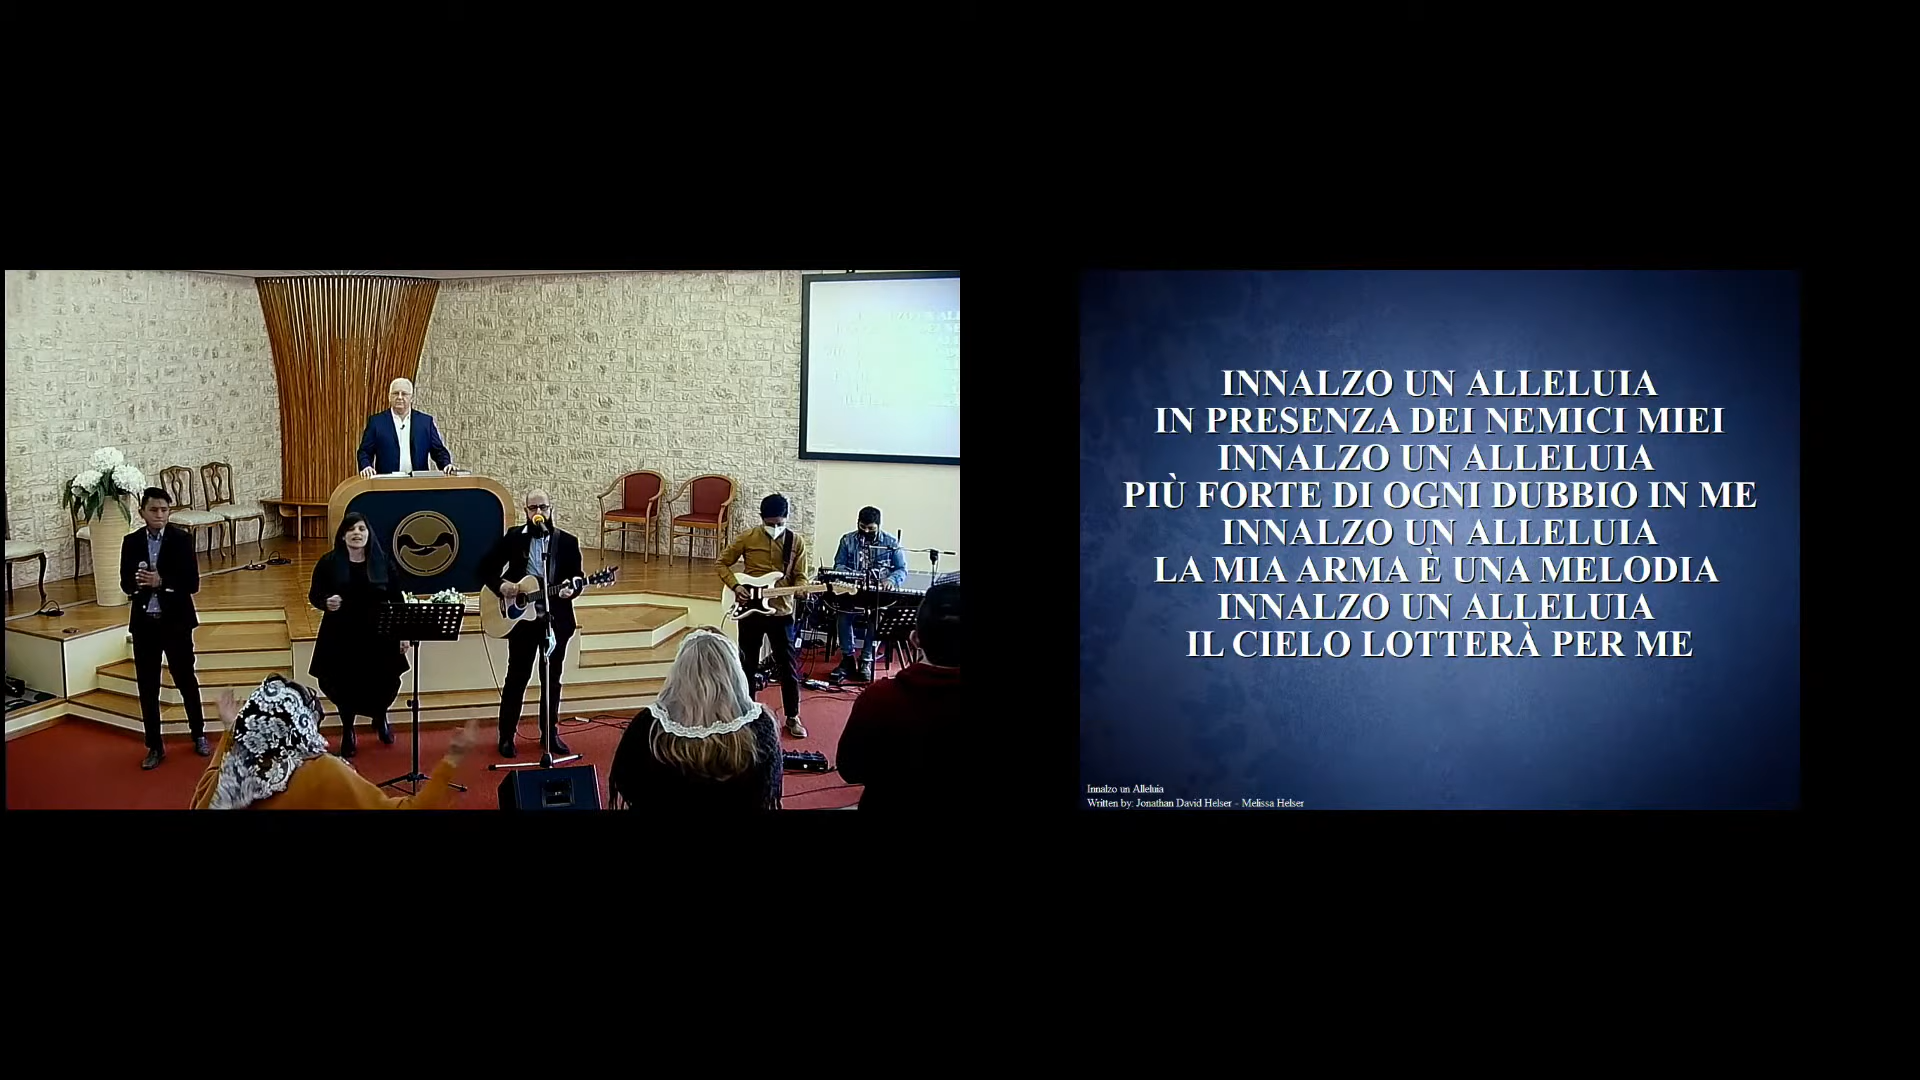 INNALZO UN ALLELUIA
IN PRESENZA DEI NEMICI MIEI
INNALZO UN ALLELUIA
PIÙ FORTE DI OGNI DUBBIO IN ME
INNALZO UN ALLELUIA
LA MIA ARMA È UNA MELODIA
INNALZO UN ALLELUIA
IL CIELO LOTTERÀ PER ME
Innalzo un Alleluia
Written by: Jonathan David Helser - Melissa Helser